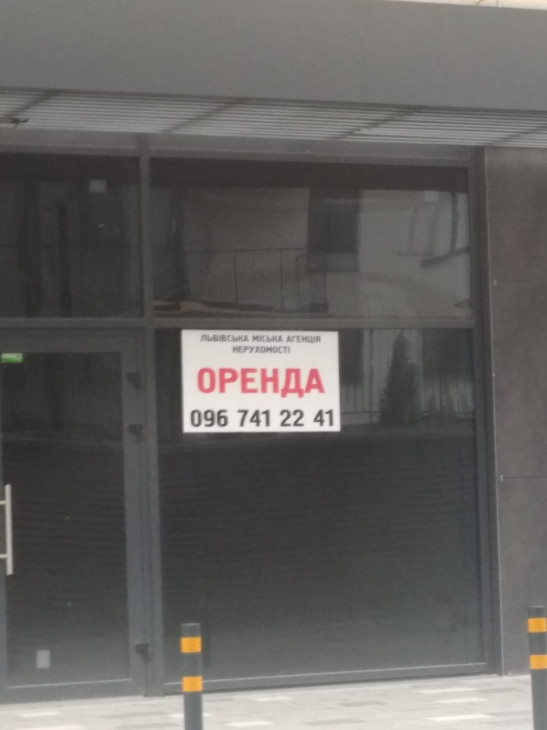 ЛЬВІВСЬКА МІСЬКА АГЕНЦІЯ
НЕРУХОМОСТІ
ОРЕНДА
096 741 22 41